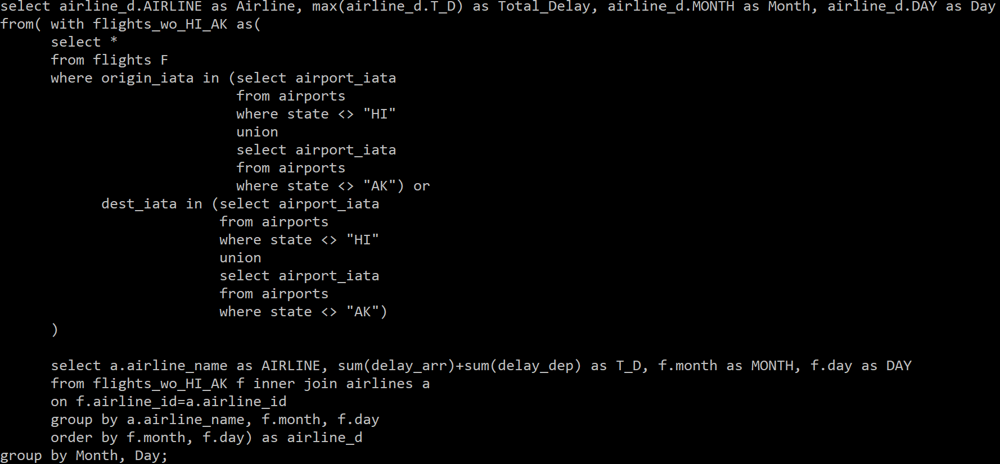 select airline_d.AIRLINE as Airline, max(airline_d.T_D) as Total_Delay, airline_d.MONTH as Month, airline_d.DAY as Day
from( with flights_wo_HI_AK as(
      select *
      from flights F
      where origin_iata in (select airport_iata
                            from airports
                            where state <> "HI"
                            union
                            select airport_iata
                            from airports
                            where state <> "AK") or
            dest_iata in (select airport_iata
                          from airports
                          where state <> "HI"
                          union
                          select airport_iata
                          from airports
                          where state <> "AK")
      )

      select a.airline_name as AIRLINE, sum(delay_arr)+sum(delay_dep) as T_D, f.month as MONTH, f.day as DAY
      from flights_wo_HI_AK f inner join airlines a
      on f.airline_id=a.airline_id
      group by a.airline_name, f.month, f.day
      order by f.month, f.day) as airline_d
group by Month, Day;